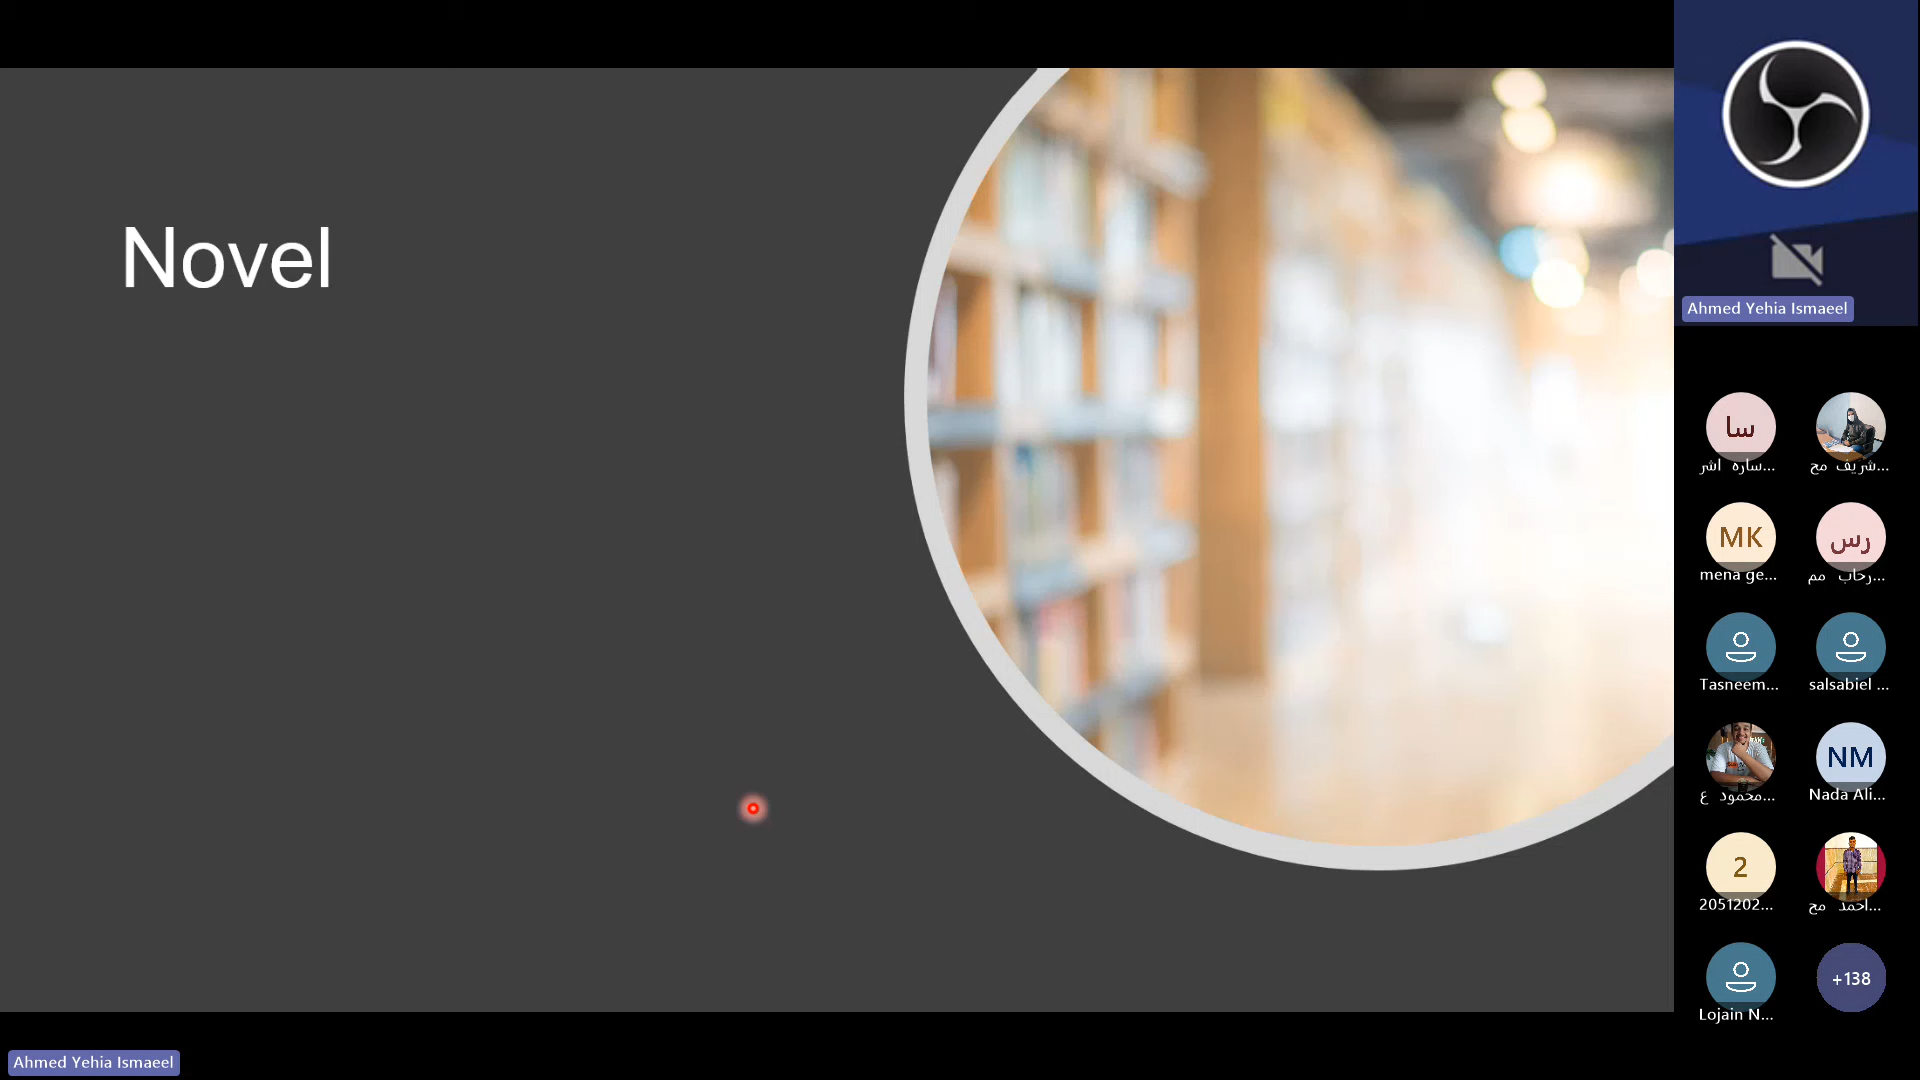 Novel
Ahmed Yehia Ismaeel
سا
ساره اشر...
شريف مح...
MK
رس
mena ge...
رحاب مم...
Tasneem...
salsabiel ...
NM
محمود ع...
Nada Ali...
2
2051202...
احمد مح...
+138
Lojain N...
Ahmed Yehia Ismaeel